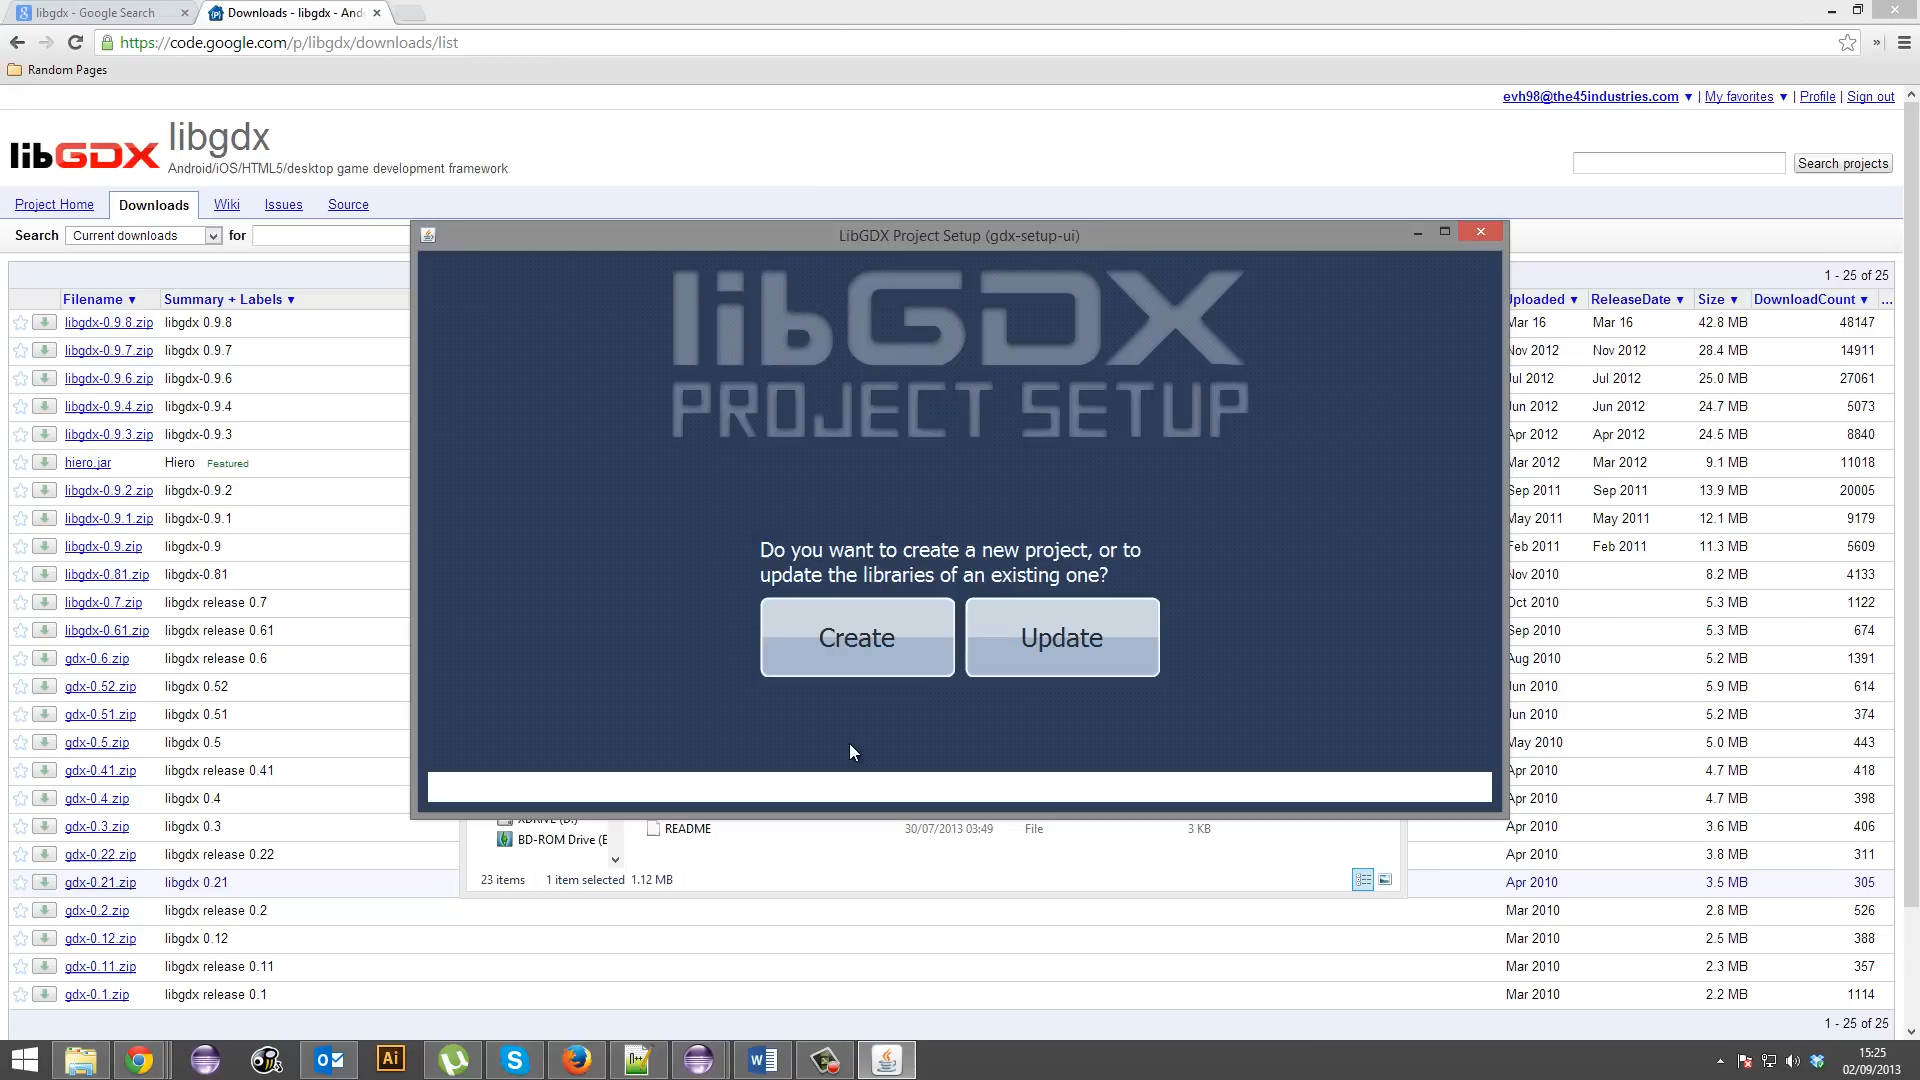 libgdx - Google Search
Downloads - libgdx - And
https://code.google.com/p/libgdx/downloads/list
Random Pages
evh98@the45industries.com ▼ | My favorites ▼ | Profile | Sign out
libGDX
libgdx
Android/iOS/HTML5/desktop game development framework
Search projects
Project Home Downloads Wiki Issues Source
Search Current downloads for
LibGDX Project Setup (gdx-setup-ui)
libGDX
PROJECT SETUP
Do you want to create a new project, or to
update the libraries of an existing one?
Create Update
1 - 25 of 25
Filename ▼ Summary + Labels ▼ Uploaded ▼ ReleaseDate ▼ Size ▼ DownloadCount ▼ ...
libgdx-0.9.8.zip libgdx 0.9.8 Mar 16 Mar 16 42.8 MB 48147
libgdx-0.9.7.zip libgdx 0.9.7 Nov 2012 Nov 2012 28.4 MB 14911
libgdx-0.9.6.zip libgdx-0.9.6 Jul 2012 Jul 2012 25.0 MB 27061
libgdx-0.9.4.zip libgdx-0.9.4 Jun 2012 Jun 2012 24.7 MB 5073
libgdx-0.9.3.zip libgdx-0.9.3 Apr 2012 Apr 2012 24.5 MB 8840
hiero.jar Hiero Featured Mar 2012 Mar 2012 9.1 MB 11018
libgdx-0.9.2.zip libgdx-0.9.2 Sep 2011 Sep 2011 13.9 MB 20005
libgdx-0.9.1.zip libgdx-0.9.1 May 2011 May 2011 12.1 MB 9179
libgdx-0.9.zip libgdx-0.9 Feb 2011 Feb 2011 11.3 MB 5609
libgdx-0.81.zip libgdx-0.81 Nov 2010 8.2 MB 4133
libgdx-0.7.zip libgdx release 0.7 Oct 2010 5.3 MB 1122
libgdx-0.61.zip libgdx release 0.61 Sep 2010 5.3 MB 674
gdx-0.6.zip libgdx release 0.6 Aug 2010 5.2 MB 1391
gdx-0.52.zip libgdx 0.52 Jun 2010 5.9 MB 614
gdx-0.51.zip libgdx 0.51 Jun 2010 5.2 MB 374
gdx-0.5.zip libgdx 0.5 May 2010 5.0 MB 443
gdx-0.41.zip libgdx release 0.41 Apr 2010 4.7 MB 418
gdx-0.4.zip libgdx 0.4 Apr 2010 4.7 MB 398
gdx-0.3.zip libgdx 0.3 Apr 2010 3.6 MB 406
gdx-0.22.zip libgdx release 0.22 Apr 2010 3.8 MB 311
gdx-0.21.zip libgdx 0.21 Apr 2010 3.5 MB 305
gdx-0.2.zip libgdx release 0.2 Mar 2010 2.8 MB 526
gdx-0.12.zip libgdx 0.12 Mar 2010 2.5 MB 388
gdx-0.11.zip libgdx release 0.11 Mar 2010 2.3 MB 357
gdx-0.1.zip libgdx release 0.1 Mar 2010 2.2 MB 1114
XDRIVE (D:)
BD-ROM Drive (E
README 30/07/2013 03:49 File 3 KB
23 items 1 item selected 1.12 MB
1 - 25 of 25
15:25
02/09/2013